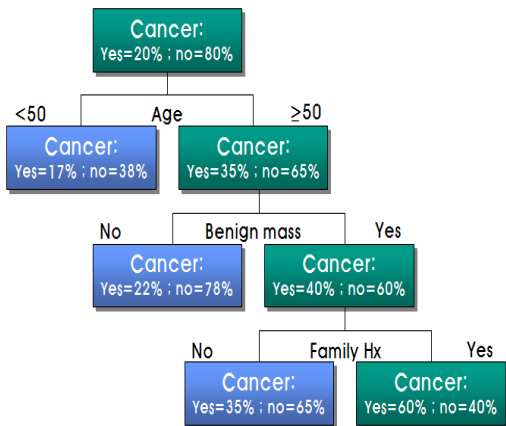 Cancer:
Yes=20% ; no=80%
<50 Age ≥50
Cancer:
Yes=17% ; no=38%
Cancer:
Yes=35% ; no=65%
No Benign mass Yes
Cancer:
Yes=22% ; no=78%
Cancer:
Yes=40% ; no=60%
No Family Hx Yes
Cancer:
Yes=35% ; no=65%
Cancer:
Yes=60% ; no=40%